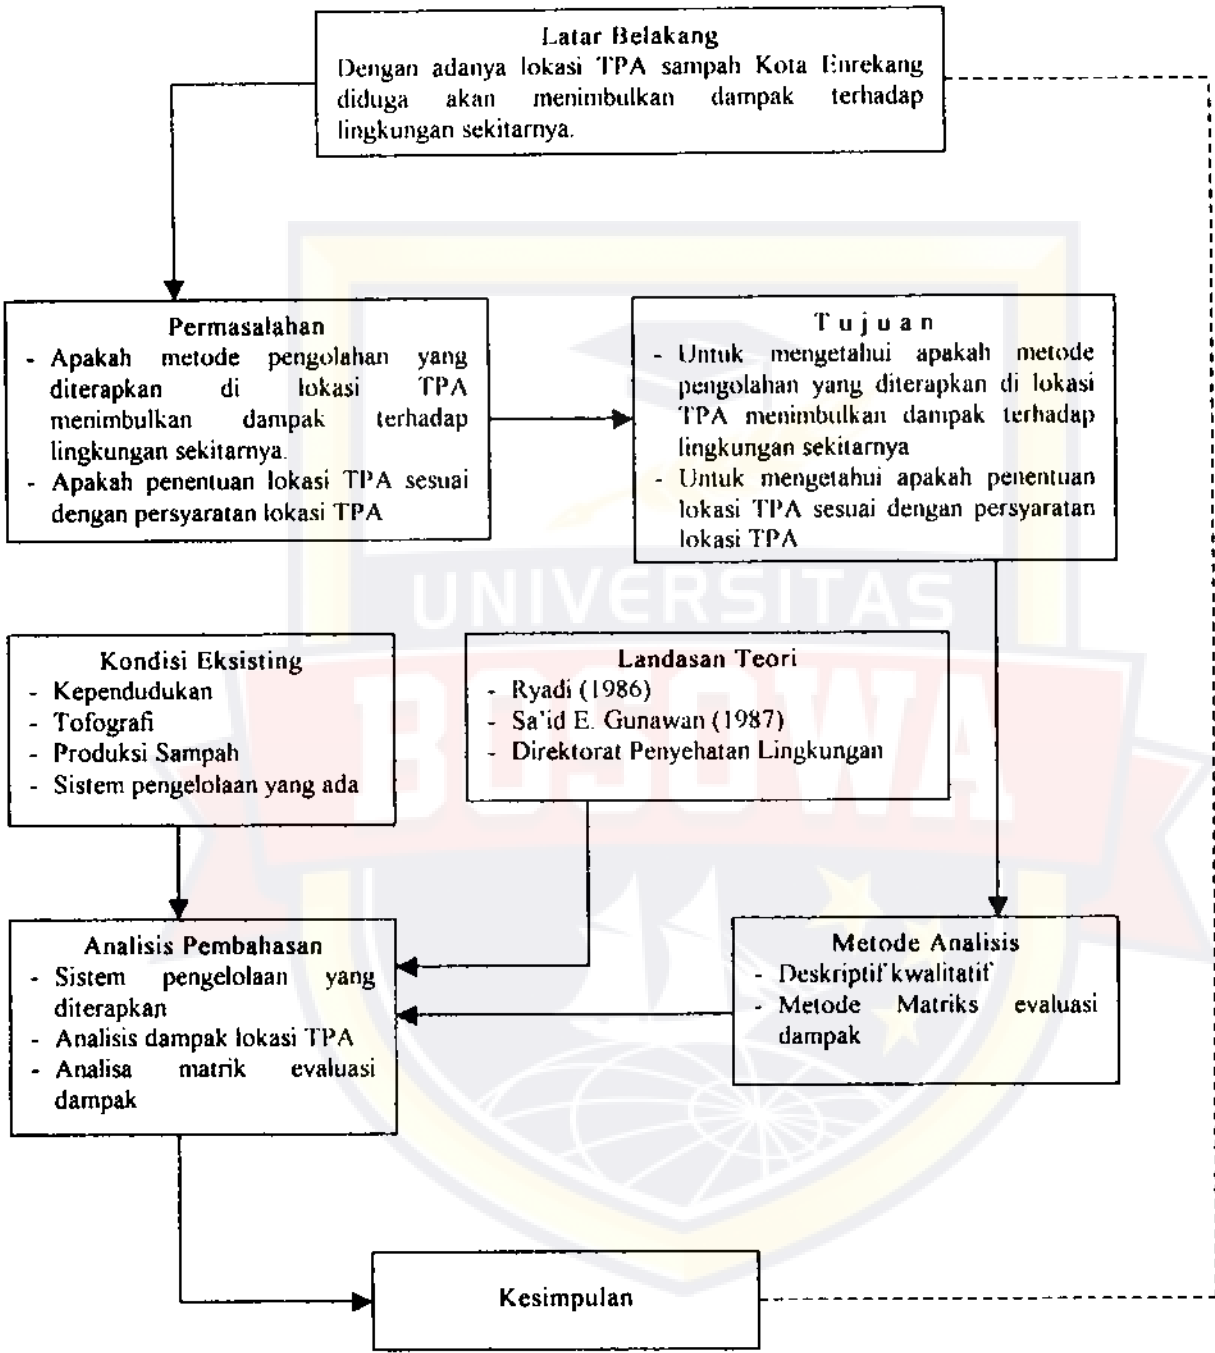 Latar Belakang
Dengan adanya lokasi TPA sampah Kota Enrekang
diduga akan menimbulkan dampak terhadap
lingkungan sekitarnya.
Permasalahan
- Apakah metode pengolahan yang
diterapkan di lokasi TPA
menimbulkan dampak terhadap
lingkungan sekitarnya.
- Apakah penentuan lokasi TPA sesuai
dengan persyaratan lokasi TPA
T u j u a n
- Untuk mengetahui apakah metode
pengolahan yang diterapkan di lokasi
TPA menimbulkan dampak terhadap
lingkungan sekitarnya
- Untuk mengetahui apakah penentuan
lokasi TPA sesuai dengan persyaratan
lokasi TPA
UNIVERSITAS
BOSOWA
Kondisi Eksisting
- Kependudukan
- Tofografi
- Produksi Sampah
- Sistem pengelolaan yang ada
Landasan Teori
- Ryadi (1986)
- Sa'id E. Gunawan (1987)
- Direktorat Penyehatan Lingkungan
Analisis Pembahasan
- Sistem pengelolaan yang
diterapkan
- Analisis dampak lokasi TPA
- Analisa matrik evaluasi
dampak
Metode Analisis
- Deskriptif kwalitatif
- Metode Matriks evaluasi
dampak
Kesimpulan